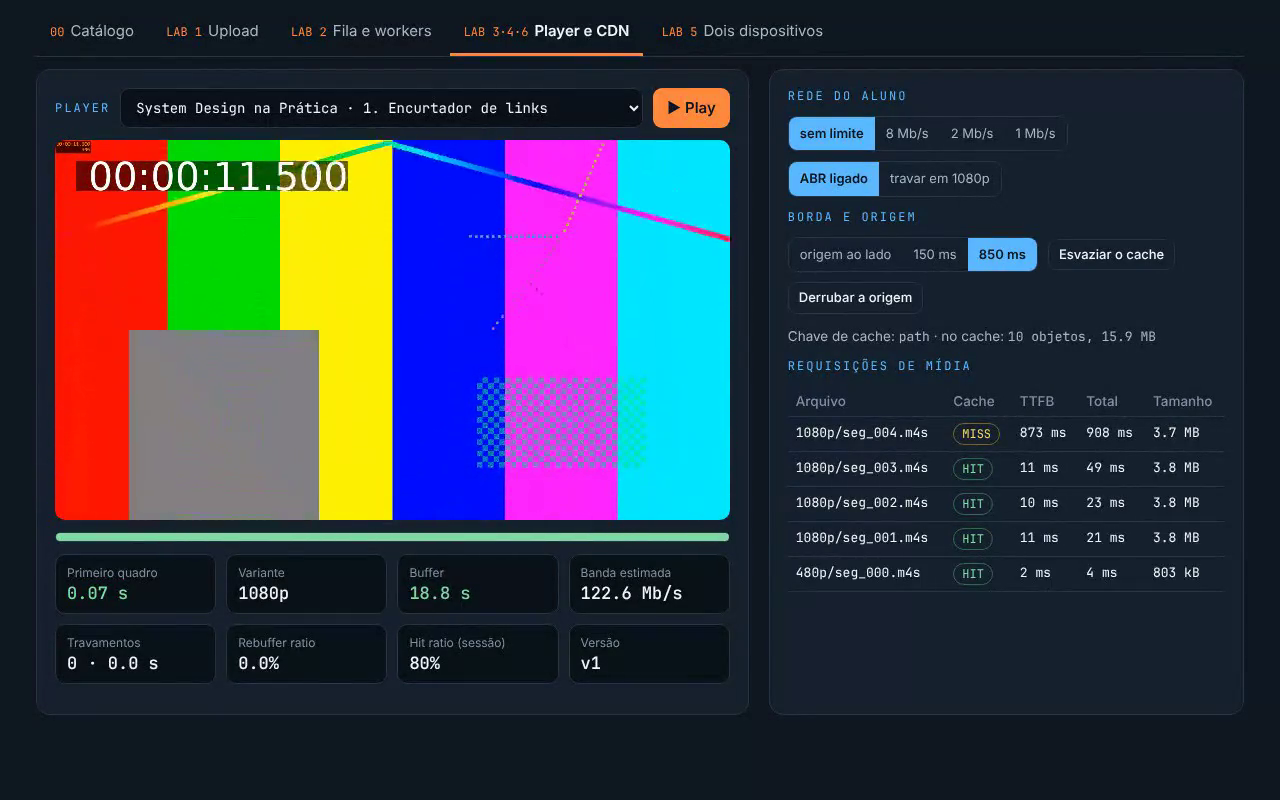 00 Catálogo LAB 1 Upload LAB 2 Fila e workers LAB 3·4·6 Player e CDN LAB 5 Dois dispositivos
PLAYER System Design na Prática · 1. Encurtador de links ▶ Play
00:00:11.500
00:00:11.500
Primeiro quadro Variante Buffer Banda estimada
0.07 s 1080p 18.8 s 122.6 Mb/s
Travamentos Rebuffer ratio Hit ratio (sessão) Versão
0 · 0.0 s 0.0% 80% v1
REDE DO ALUNO
sem limite 8 Mb/s 2 Mb/s 1 Mb/s
ABR ligado travar em 1080p
BORDA E ORIGEM
origem ao lado 150 ms 850 ms Esvaziar o cache
Derrubar a origem
Chave de cache: path · no cache: 10 objetos, 15.9 MB
REQUISIÇÕES DE MÍDIA
Arquivo Cache TTFB Total Tamanho
1080p/seg_004.m4s MISS 873 ms 908 ms 3.7 MB
1080p/seg_003.m4s HIT 11 ms 49 ms 3.8 MB
1080p/seg_002.m4s HIT 10 ms 23 ms 3.8 MB
1080p/seg_001.m4s HIT 11 ms 21 ms 3.8 MB
480p/seg_000.m4s HIT 2 ms 4 ms 803 kB